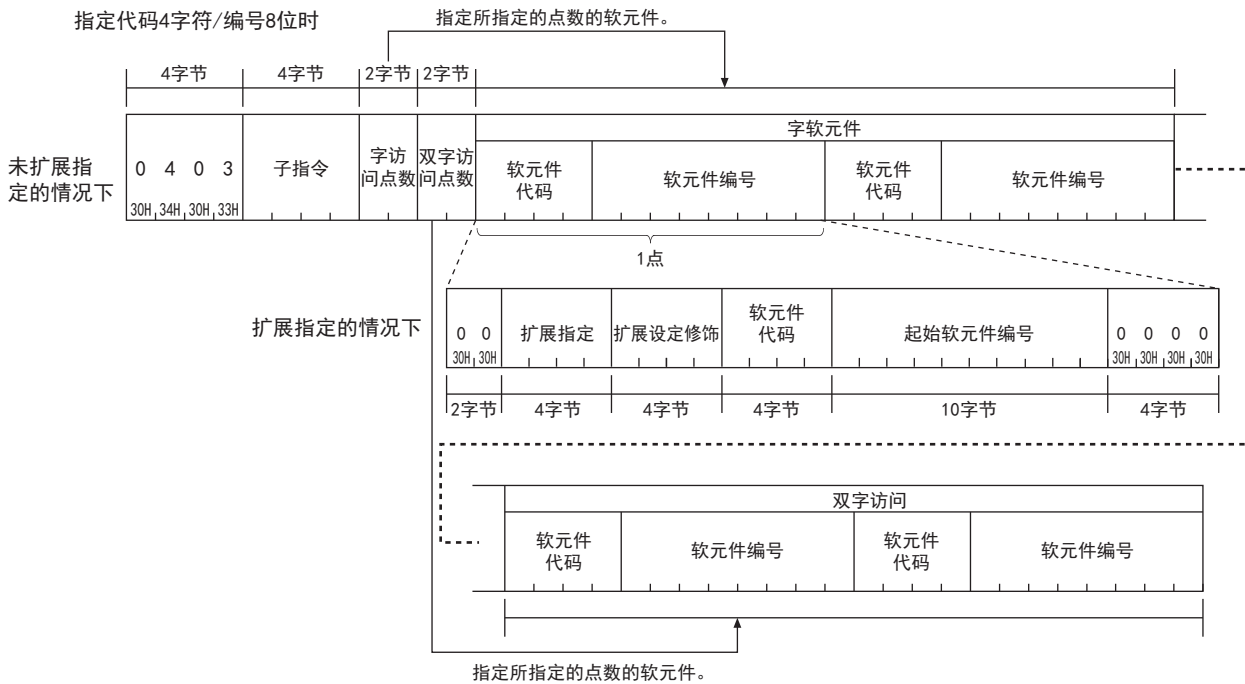 指定代码4字符/编号8位时
指定所指定的点数的软元件。
4字节 4字节 2字节 2字节
字软元件
未扩展指
定的情况下
0 4 0 3
30H 34H 30H 33H
子指令
字访
问点数
双字访
问点数
软元件
代码
软元件编号
软元件
代码
软元件编号
1点
扩展指定的情况下
0 0
30H 30H
扩展指定
扩展设定修饰
软元件
代码
起始软元件编号
0 0 0 0
30H 30H 30H 30H
2字节 4字节 4字节 4字节 10字节 4字节
双字访问
软元件
代码
软元件编号
软元件
代码
软元件编号
指定所指定的点数的软元件。